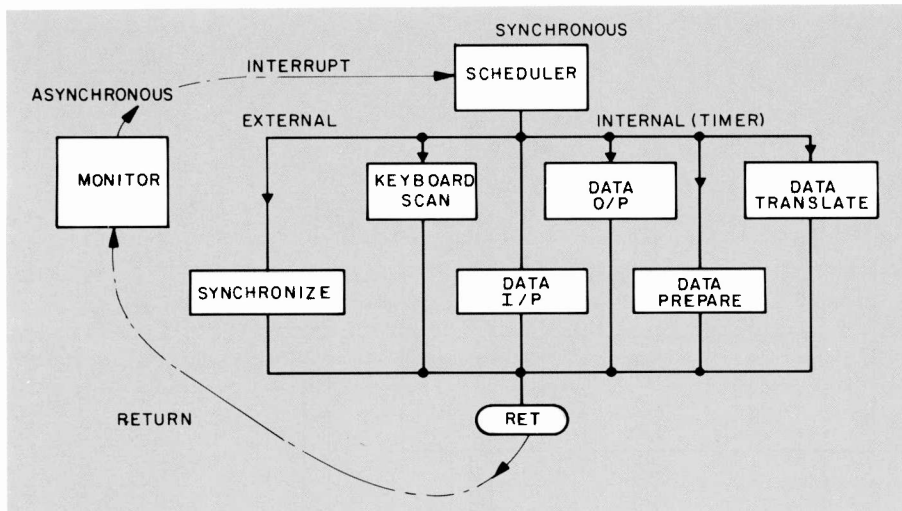 SYNCHRONOUS
INTERRUPT
SCHEDULER
ASYNCHRONOUS
EXTERNAL
INTERNAL (TIMER)
MONITOR
KEYBOARD
SCAN
DATA
O/P
DATA
TRANSLATE
SYNCHRONIZE
DATA
I/P
DATA
PREPARE
RETURN
RET